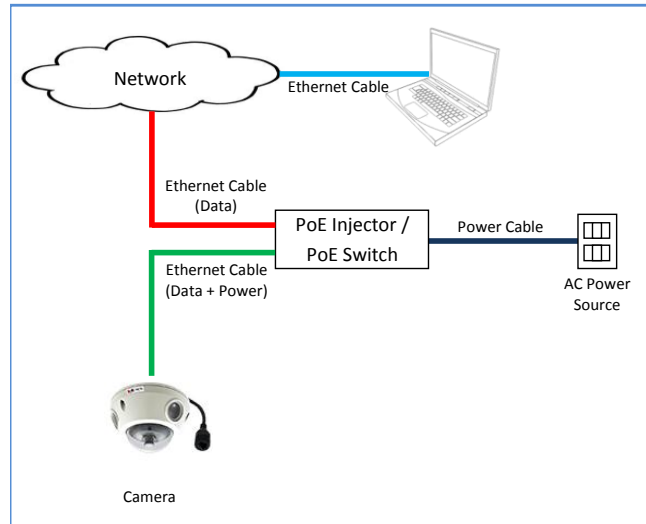 Network
Ethernet Cable
Ethernet Cable
(Data)
PoE Injector /
PoE Switch
Power Cable
Ethernet Cable
(Data + Power)
AC Power
Source
Camera